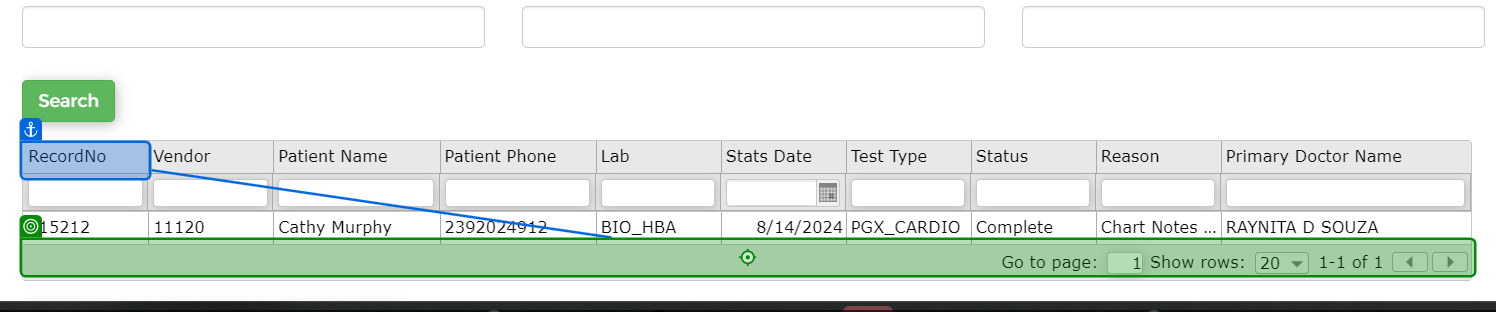 Search
RecordNo Vendor Patient Name Patient Phone Lab Stats Date Test Type Status Reason Primary Doctor Name
15212 11120 Cathy Murphy 2392024912 BIO_HBA 8/14/2024 PGX_CARDIO Complete Chart Notes ... RAYNITA D SOUZA
Go to page: 1 Show rows: 20 1-1 of 1